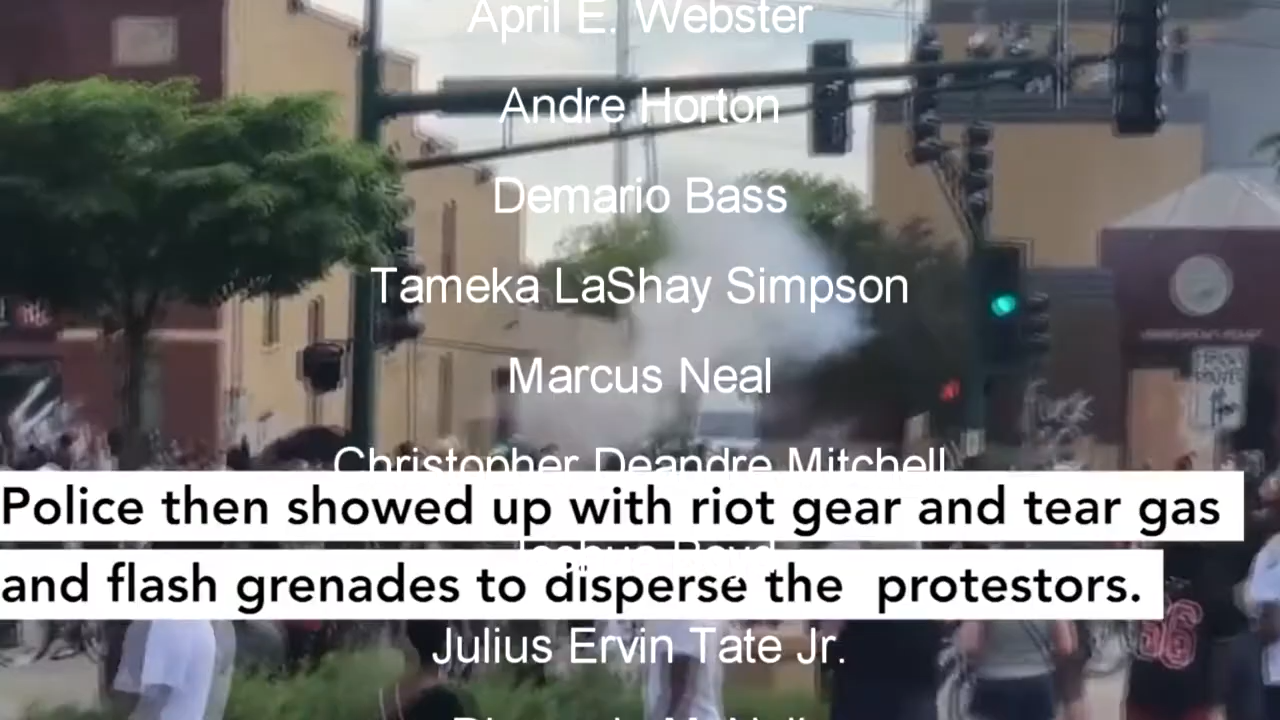 April E. Webster
Andre Horton
Demario Bass
Tameka LaShay Simpson
Marcus Neal
Christopher Deandre Mitchell
Police then showed up with riot gear and tear gas
and flash grenades to disperse the protestors.
Julius Ervin Tate Jr.